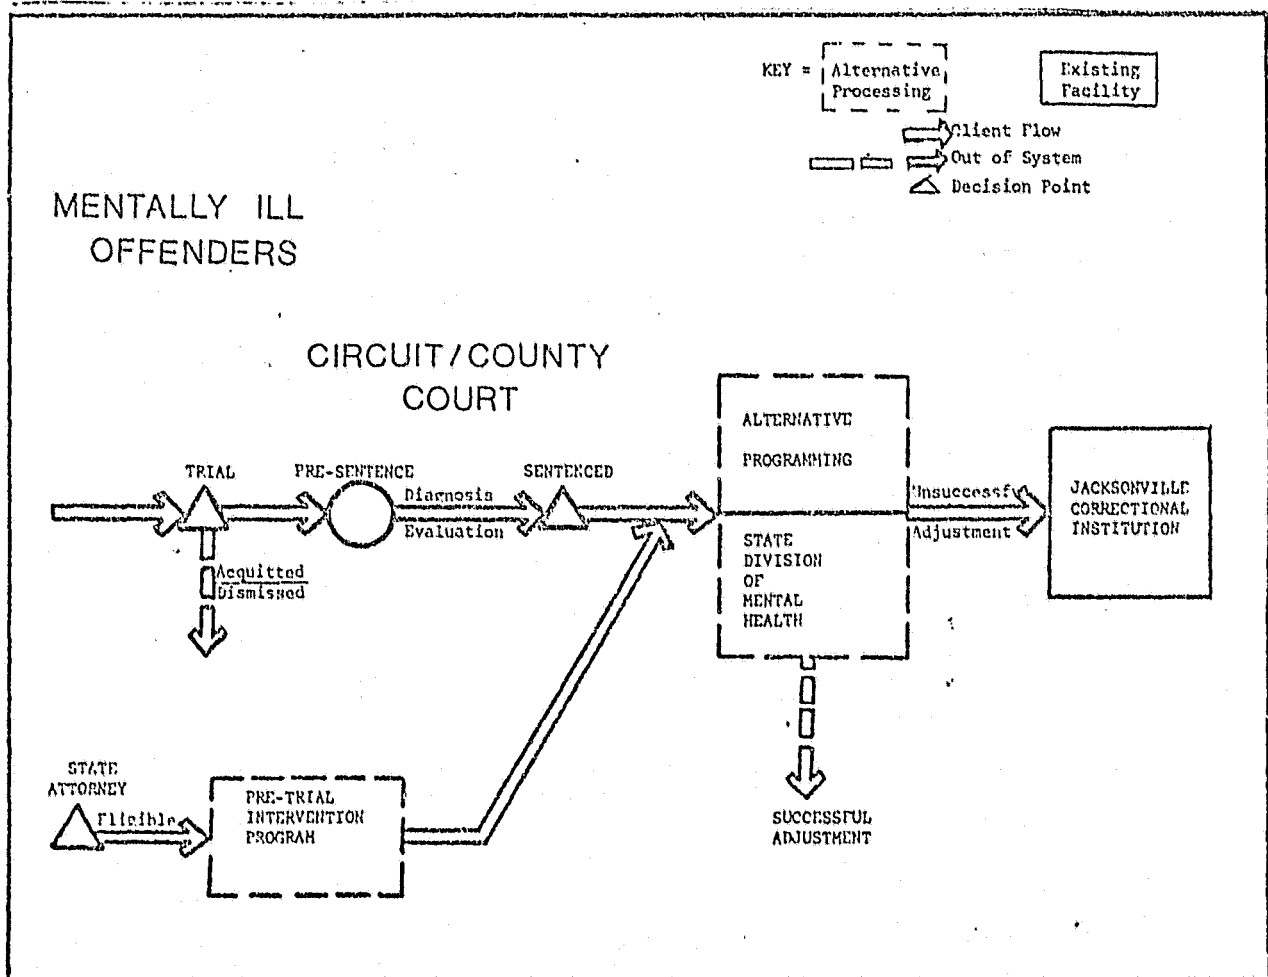 KEY = Alternative
Processing
Existing
Facility
Client Flow
Out of System
Decision Point
MENTALLY ILL
OFFENDERS
CIRCUIT/COUNTY
COURT
TRIAL
PRE-SENTENCE
Diagnosis
Evaluation
SENTENCED
Acquitted
Dismissed
ALTERNATIVE
PROGRAMMING
STATE
DIVISION
OF
MENTAL
HEALTH
Unsuccessf
Adjustment
JACKSONVILLE
CORRECTIONAL
INSTITUTION
STATE
ATTORNEY
Eligible
PRE-TRIAL
INTERVENTION
PROGRAM
SUCCESSFUL
ADJUSTMENT